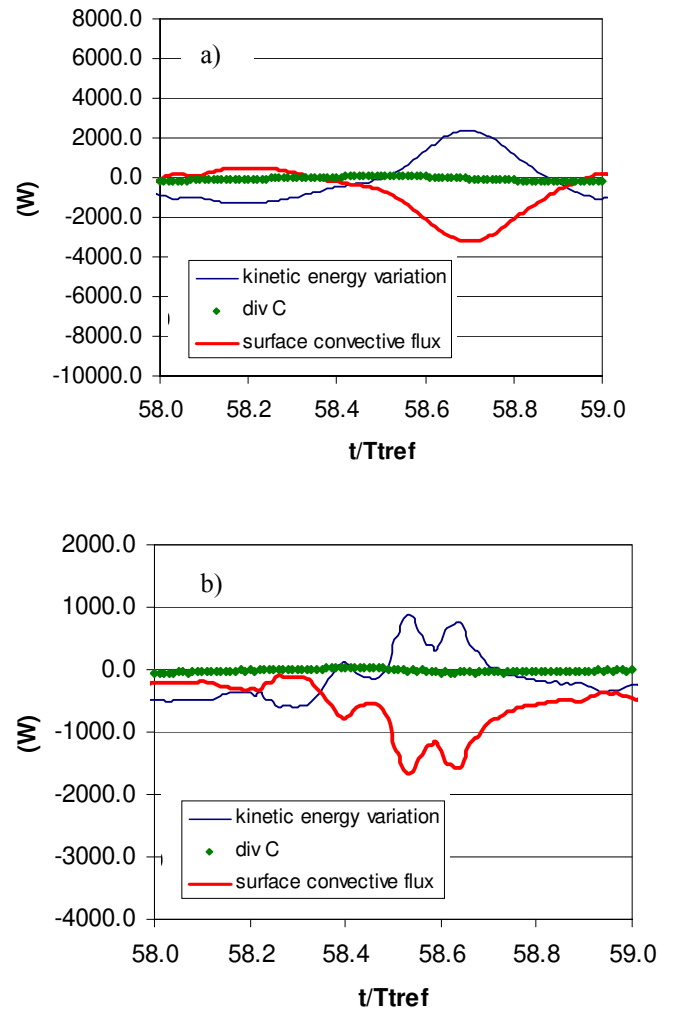 8000.0
a)
6000.0
4000.0
2000.0
0.0
(W)
-2000.0
-4000.0
kinetic energy variation
-6000.0
div C
)
-8000.0
surface convective flux
-10000.0
58.0 58.2 58.4 58.6 58.8 59.0
t/Ttref
2000.0
b)
1000.0
0.0
(W)
-1000.0
-2000.0
kinetic energy variation
-3000.0
div C
)
surface convective flux
-4000.0
58.0 58.2 58.4 58.6 58.8 59.0
t/Ttref